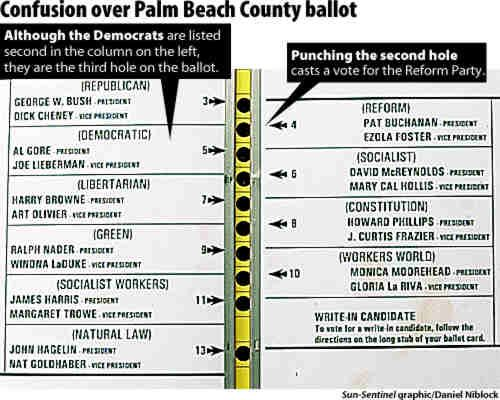 Confusion over Palm Beach County ballot
Although the Democrats are listed
second in the column on the left,
they are the third hole on the ballot.
Punching the second hole
casts a vote for the Reform Party.
(REPUBLICAN)
GEORGE W. BUSH - PRESIDENT
DICK CHENEY - VICE PRESIDENT
3
(DEMOCRATIC)
AL GORE - PRESIDENT
JOE LIEBERMAN - VICE PRESIDENT
5
(LIBERTARIAN)
HARRY BROWNE - PRESIDENT
ART OLIVIER - VICE PRESIDENT
7
(GREEN)
RALPH NADER - PRESIDENT
WINONA LaDUKE - VICE PRESIDENT
9
(SOCIALIST WORKERS)
JAMES HARRIS - PRESIDENT
MARGARET TROWE - VICE PRESIDENT
11
(NATURAL LAW)
JOHN HAGELIN - PRESIDENT
NAT GOLDHABER - VICE PRESIDENT
13
(REFORM)
4
PAT BUCHANAN - PRESIDENT
EZOLA FOSTER - VICE PRESIDENT
(SOCIALIST)
6
DAVID McREYNOLDS - PRESIDENT
MARY CAL HOLLIS - VICE PRESIDENT
(CONSTITUTION)
8
HOWARD PHILLIPS - PRESIDENT
J. CURTIS FRAZIER - VICE PRESIDENT
(WORKERS WORLD)
10
MONICA MOOREHEAD - PRESIDENT
GLORIA La RIVA - VICE PRESIDENT
WRITE-IN CANDIDATE
To vote for a write-in candidate, follow the
directions on the long stub of your ballot card.
Sun-Sentinel graphic/Daniel Niblock